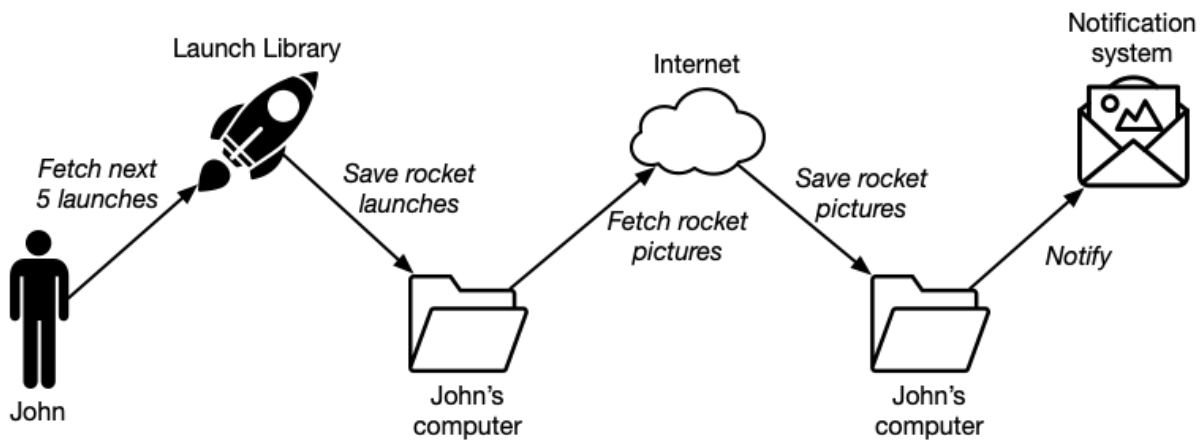 Launch Library
Internet
Notification
system
Fetch next
5 launches
Save rocket
launches
Fetch rocket
pictures
Save rocket
pictures
Notify
John
John’s
computer
John’s
computer